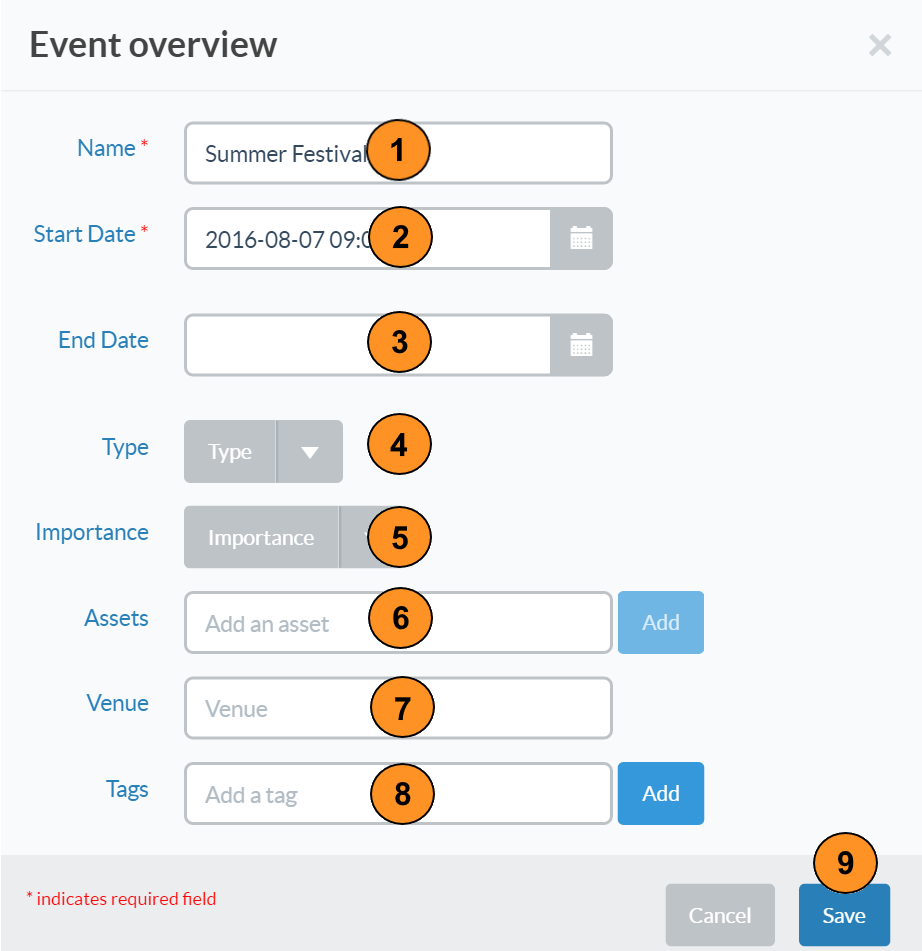 Event overview
Name *
Summer Festival
1
Start Date *
2016-08-07 09:0
2
End Date
3
Type
Type
4
Importance
Importance
5
Assets
Add an asset
6
Add
Venue
Venue
7
Tags
Add a tag
8
Add
9
* indicates required field
Cancel
Save